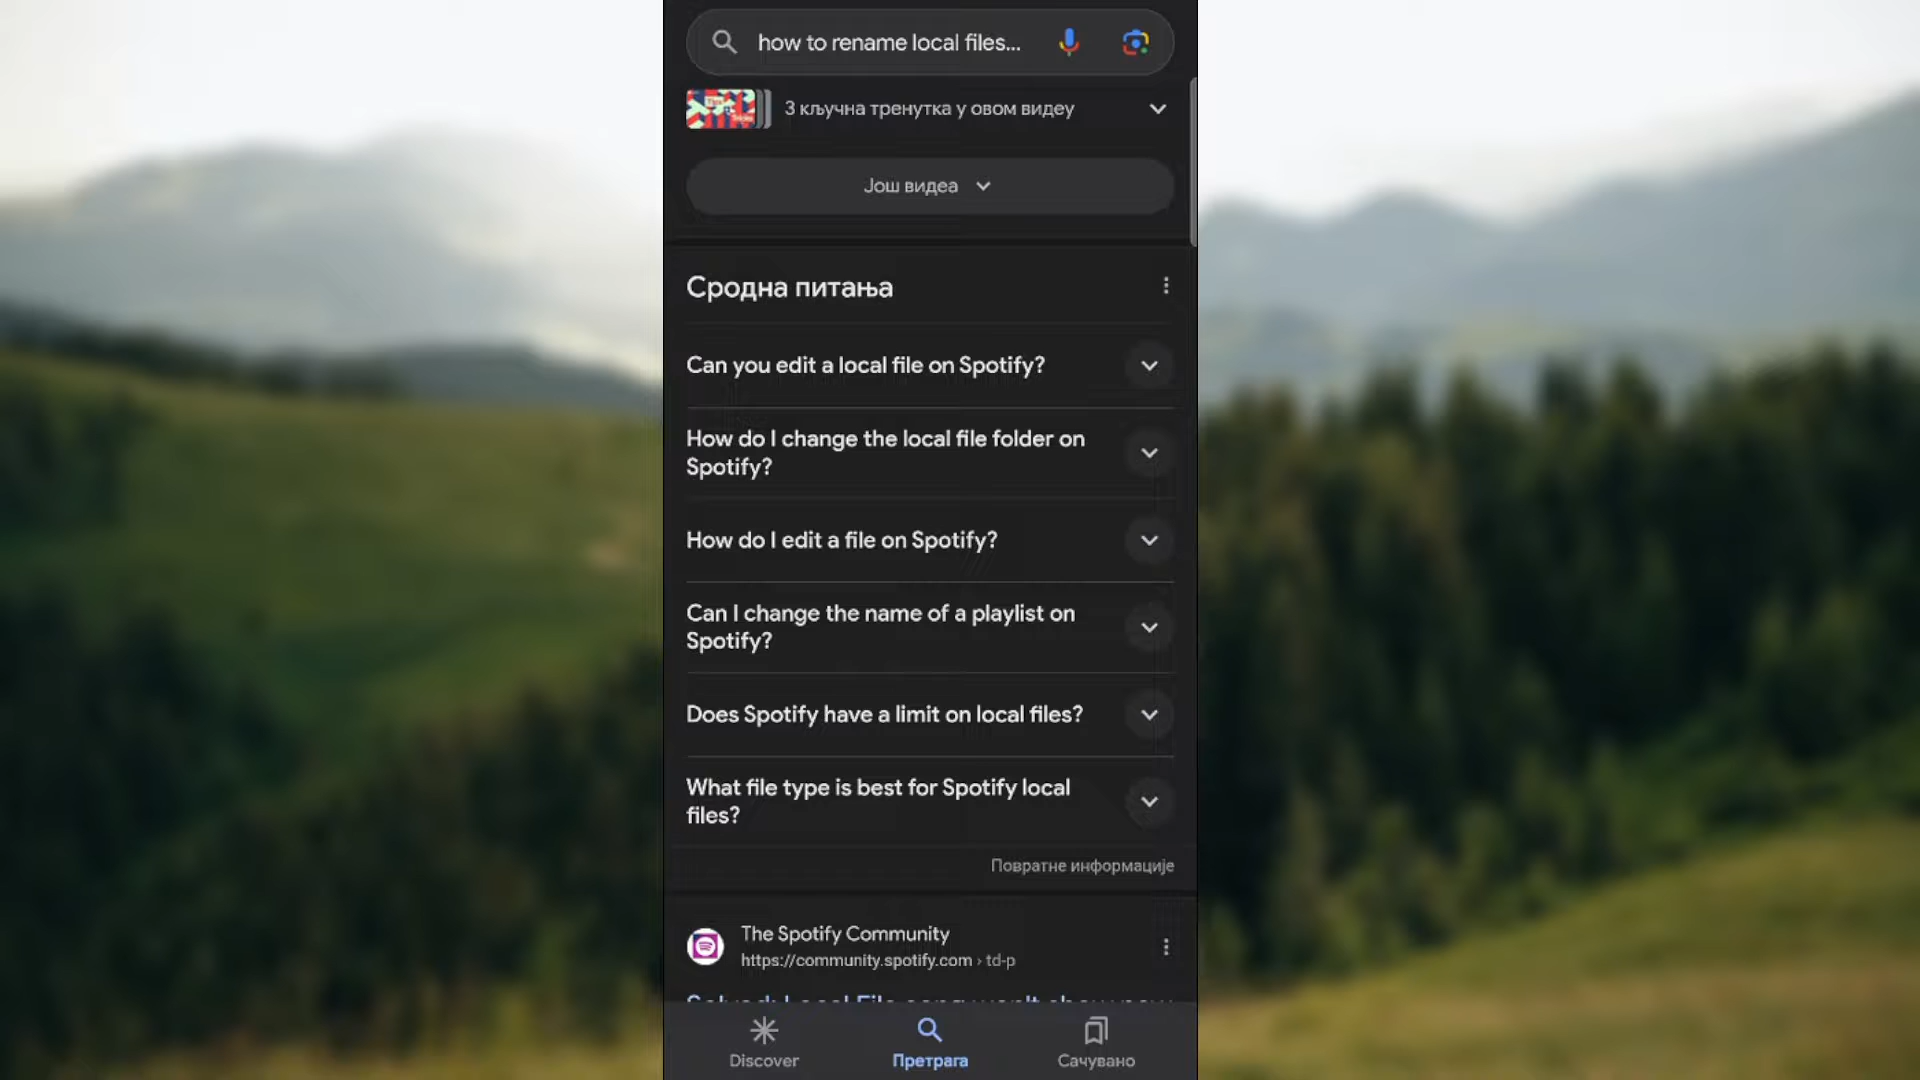 how to rename local files...
3 кључна тренутка у овом видеу
Још видеа
Сродна питања
Can you edit a local file on Spotify?
How do I change the local file folder on
Spotify?
How do I edit a file on Spotify?
Can I change the name of a playlist on
Spotify?
Does Spotify have a limit on local files?
What file type is best for Spotify local
files?
Повратне информације
The Spotify Community
https://community.spotify.com › td-p
Discover
Претрага
Сачувано